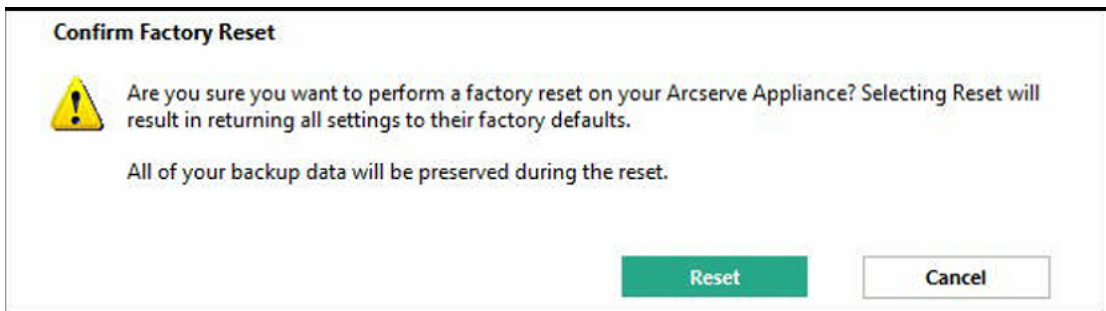 Confirm Factory Reset
Are you sure you want to perform a factory reset on your Arcserve Appliance? Selecting Reset will
result in returning all settings to their factory defaults.
All of your backup data will be preserved during the reset.
Reset
Cancel